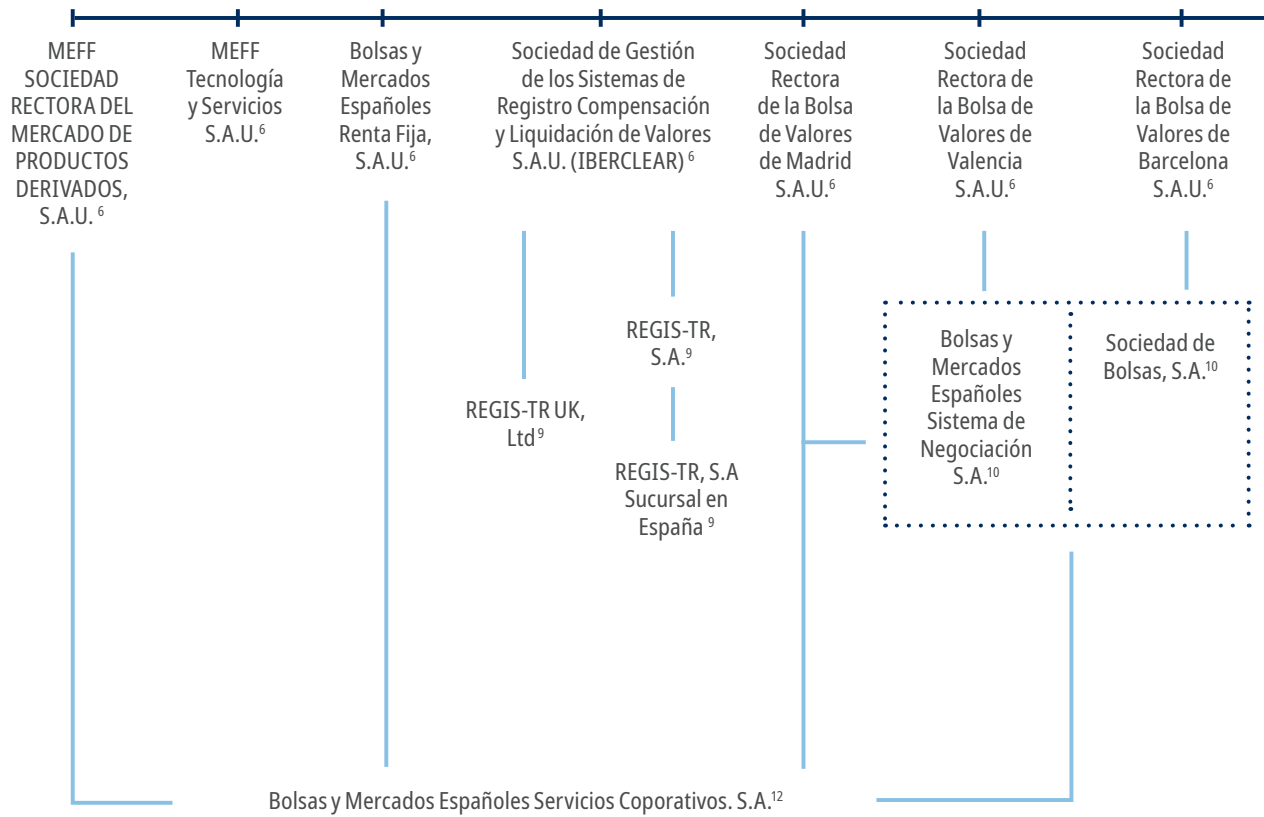 MEFF
SOCIEDAD
RECTORA DEL
MERCADO DE
PRODUCTOS
DERIVADOS,
S.A.U. 6
MEFF
Tecnología
y Servicios
S.A.U.6
Bolsas y
Mercados
Españoles
Renta Fija,
S.A.U.6
Sociedad de Gestión
de los Sistemas de
Registro Compensación
y Liquidación de Valores
S.A.U. (IBERCLEAR) 6
Sociedad
Rectora
de la Bolsa
de Valores
de Madrid
S.A.U.6
Sociedad
Rectora de
la Bolsa de
Valores de
Valencia
S.A.U.6
Sociedad
Rectora de
la Bolsa de
Valores de
Barcelona
S.A.U.6
REGIS-TR UK,
Ltd9
REGIS-TR,
S.A.9
REGIS-TR, S.A
Sucursal en
España 9
Bolsas y
Mercados
Españoles
Sistema de
Negociación
S.A.10
Sociedad de
Bolsas, S.A.10
Bolsas y Mercados Españoles Servicios Coporativos. S.A.12